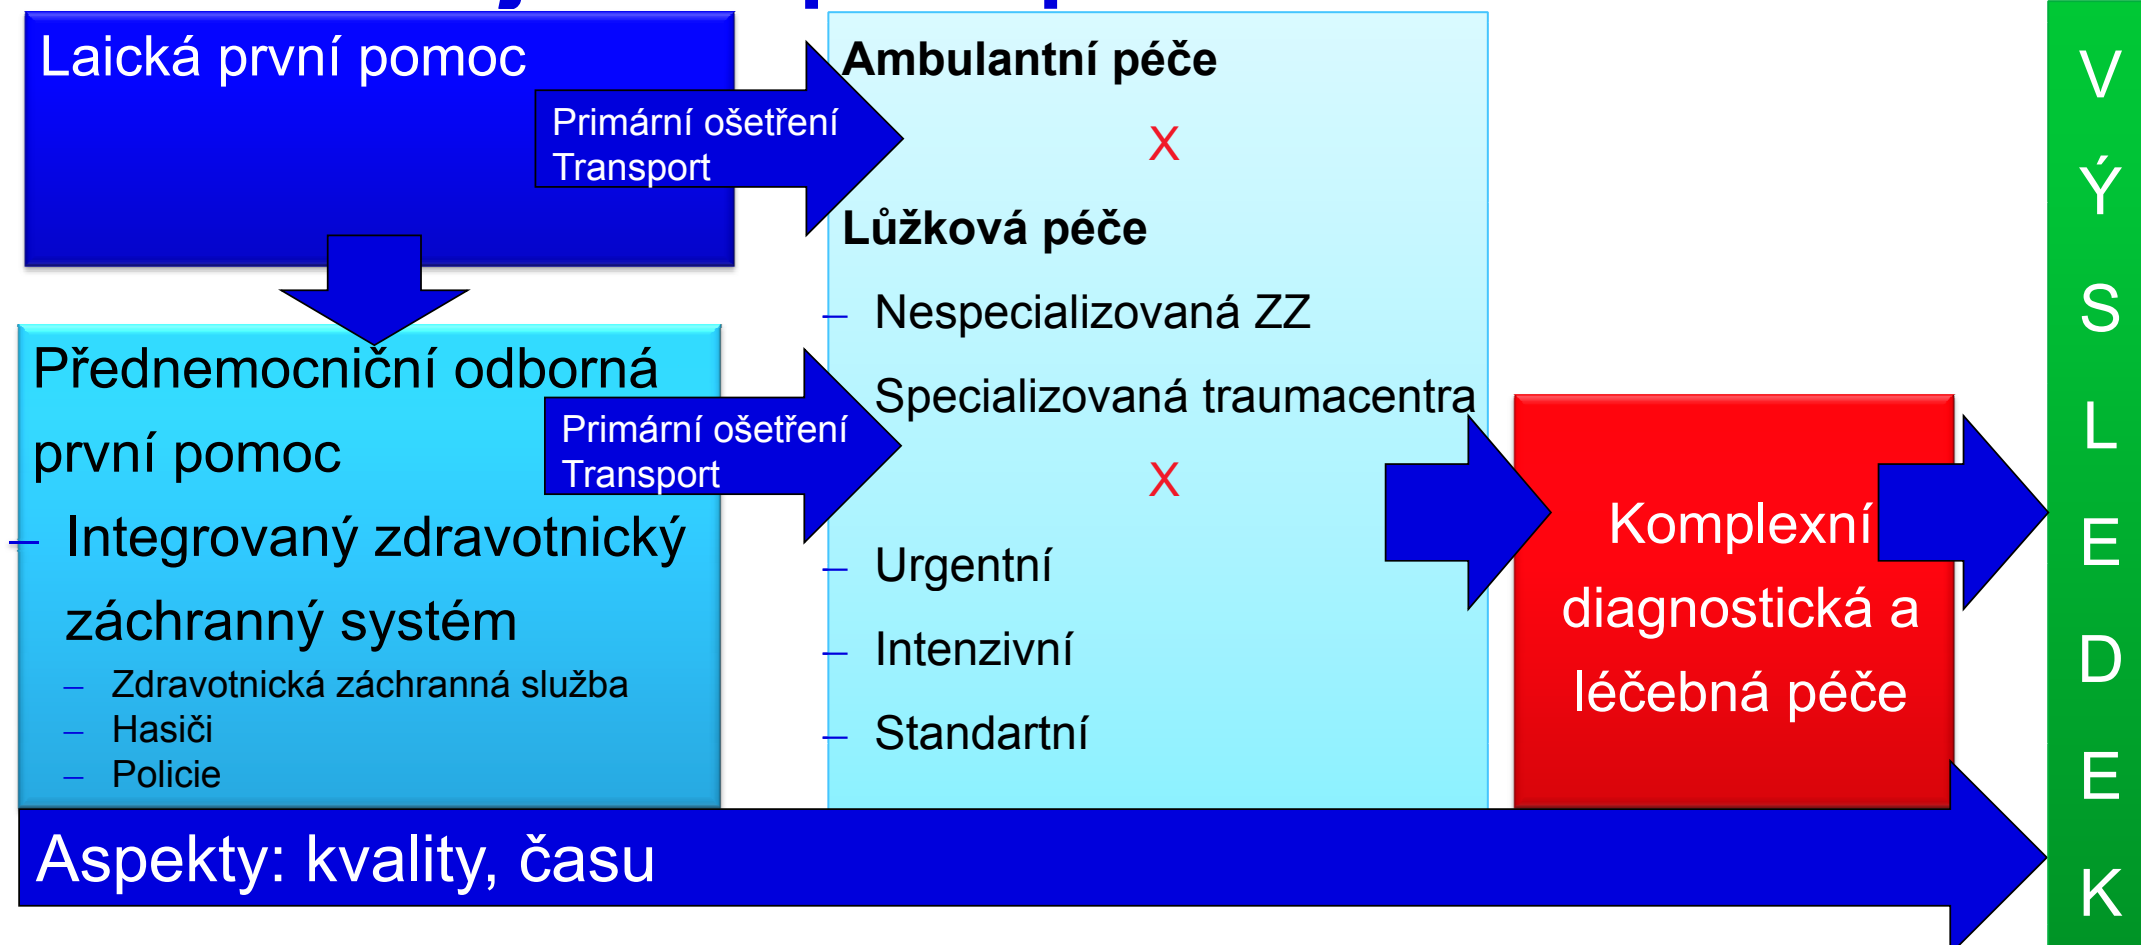 Laická první pomoc
Primární ošetření
Transport
Přednemocniční odborná
první pomoc
– Integrovaný zdravotnický
záchranný systém
– Zdravotnická záchranná služba
– Hasiči
– Policie
Primární ošetření
Transport
Ambulantní péče
X
Lůžková péče
– Nespecializovaná ZZ
Specializovaná traumacentra
X
– Urgentní
– Intenzivní
– Standartní
Komplexní
diagnostická a
léčebná péče
Aspekty: kvality, času
V
Ý
S
L
E
D
E
K